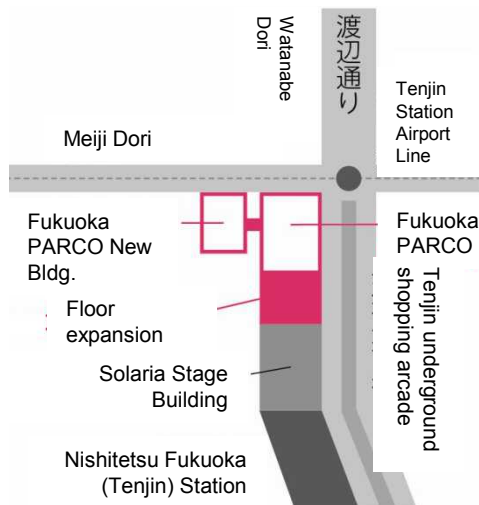 Watanabe
Dori
渡辺通り
Tenjin
Station
Airport
Line
Meiji Dori
Fukuoka
PARCO New
Bldg.
Fukuoka
PARCO
Floor
expansion
Tenjin underground
shopping arcade
Solaria Stage
Building
Nishitetsu Fukuoka
(Tenjin) Station